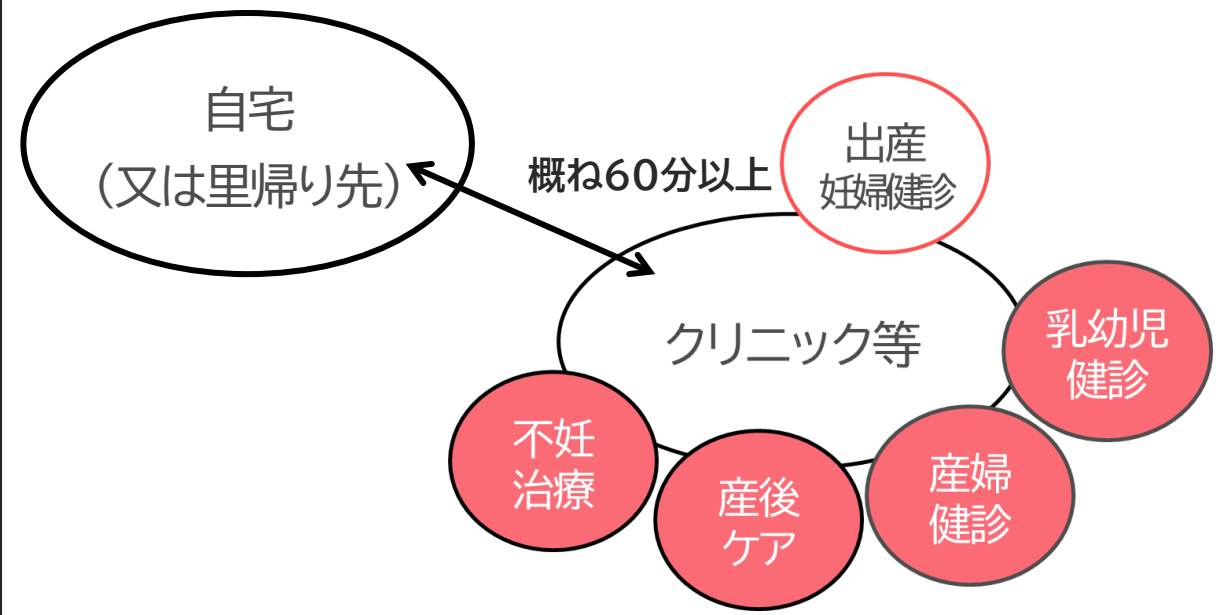 自宅
（又は里帰り先）
概ね60分以上
出産
妊婦健診
クリニック等
乳幼児
健診
不妊
治療
産後
ケア
産婦
健診